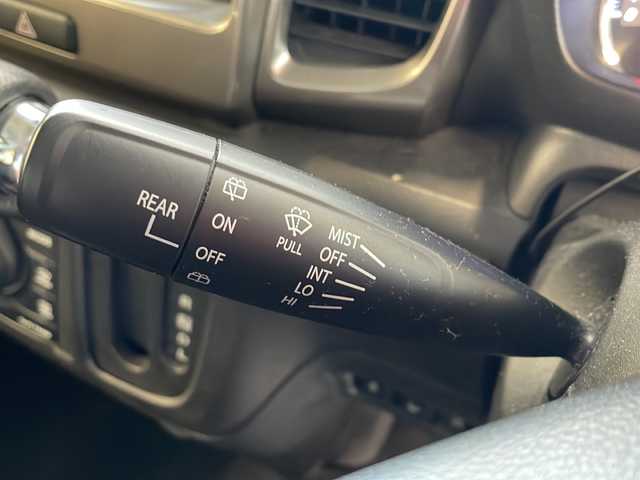 REAR
ON
OFF
PULL
MIST
OFF
INT
LO
HI